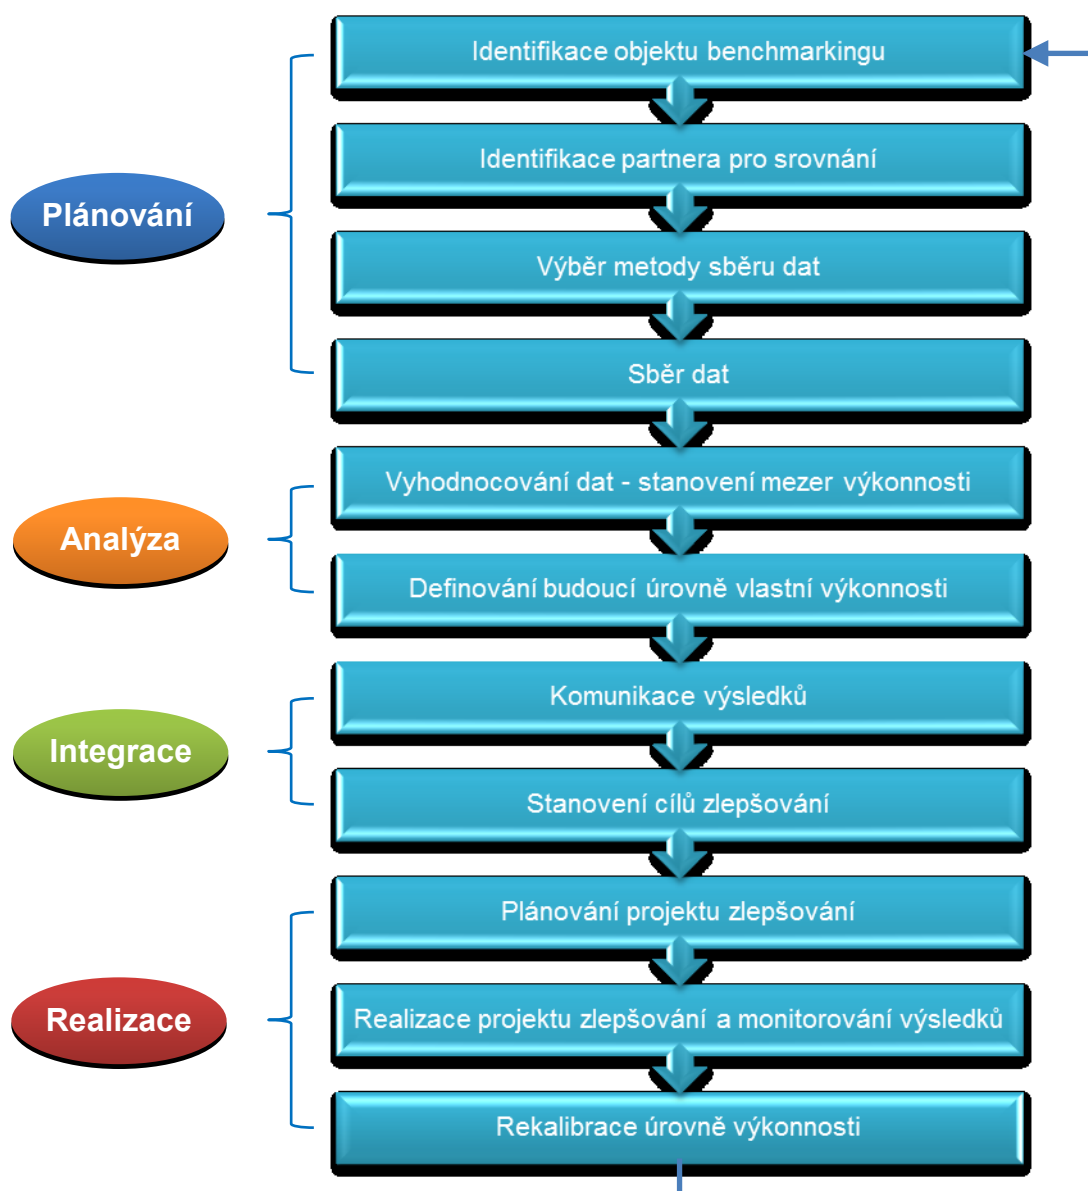 Identifikace objektu benchmarkingu
Identifikace partnera pro srovnání
Plánování
Výběr metody sběru dat
Sběr dat
Vyhodnocování dat - stanovení mezer výkonnosti
Analýza
Definování budoucí úrovně vlastní výkonnosti
Komunikace výsledků
Integrace
Stanovení cílů zlepšování
Plánování projektu zlepšování
Realizace
Realizace projektu zlepšování a monitorování výsledků
Rekalibrace úrovně výkonnosti